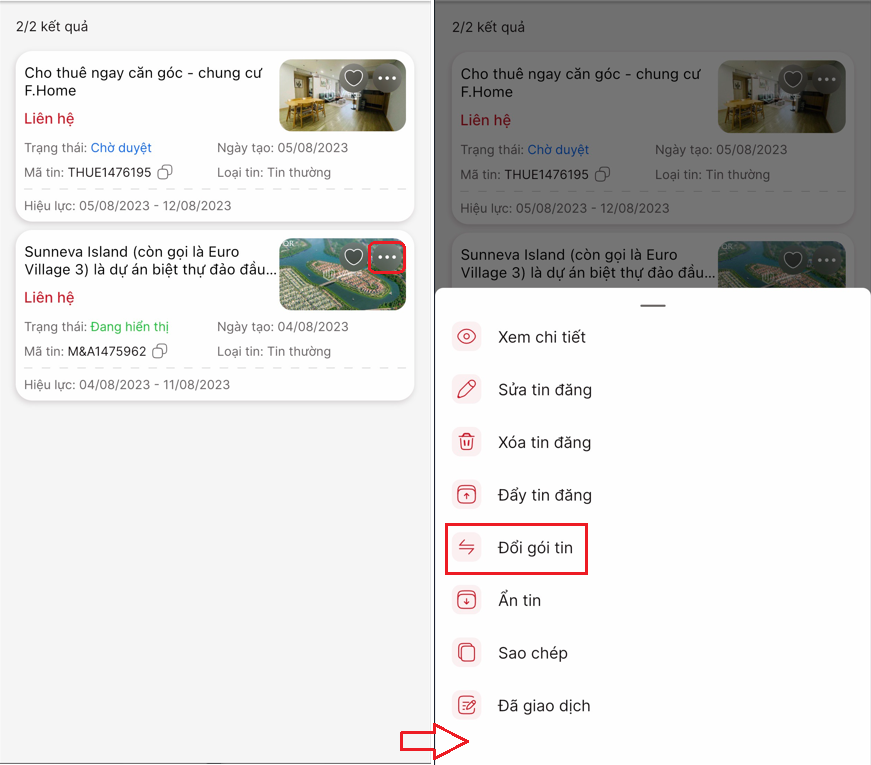 2/2 kết quả
Cho thuê ngay căn góc - chung cư
F.Home
Liên hệ
Trạng thái: Chờ duyệt
Ngày tạo: 05/08/2023
Mã tin: THUE1476195
Loại tin: Tin thường
Hiệu lực: 05/08/2023 - 12/08/2023
Sunneva Island (còn gọi là Euro
Village 3) là dự án biệt thự đảo đầu...
Liên hệ
Trạng thái: Đang hiển thị
Ngày tạo: 04/08/2023
Mã tin: M&A1475962
Loại tin: Tin thường
Hiệu lực: 04/08/2023 - 11/08/2023
2/2 kết quả
Cho thuê ngay căn góc - chung cư
F.Home
Liên hệ
Trạng thái: Chờ duyệt
Ngày tạo: 05/08/2023
Mã tin: THUE1476195
Loại tin: Tin thường
Hiệu lực: 05/08/2023 - 12/08/2023
Sunneva Island (còn gọi là Euro
Village 3) là dự án biệt thự đảo đầu...
Xem chi tiết
Sửa tin đăng
Xóa tin đăng
Đẩy tin đăng
Đổi gói tin
Ẩn tin
Sao chép
Đã giao dịch